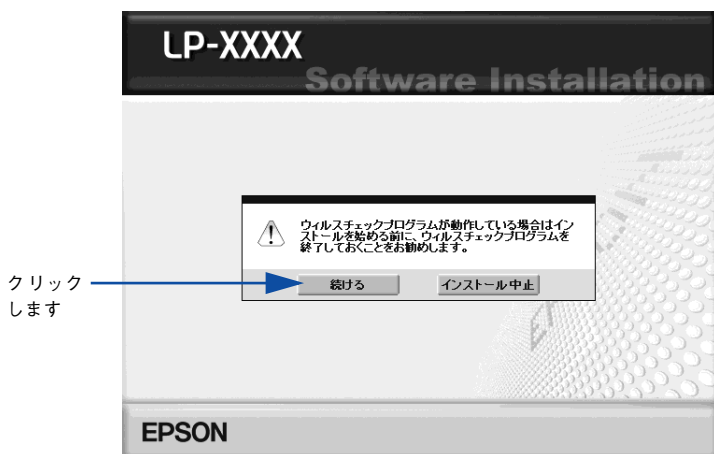 LP-XXXX
Software Installation
ウィルスチェックプログラムが動作している場合はイン
ストールを始める前に、ウィルスチェックプログラムを
終了しておくことをお勧めします。
クリック
します
続ける
インストール中止
EPSON